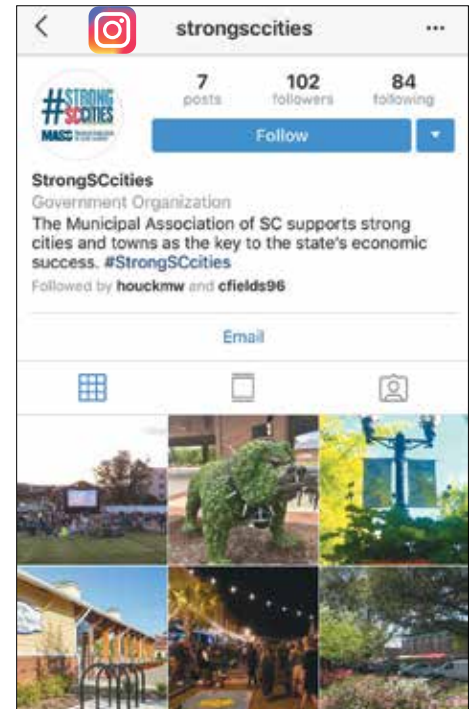 strongsccities
7 102 84
posts followers following
#STRONG
SCCITIES
MASC
Follow
StrongSCcities
Government Organization
The Municipal Association of SC supports strong
cities and towns as the key to the state's economic
success. #StrongSCcities
Followed by houckmw and cfields96
Email